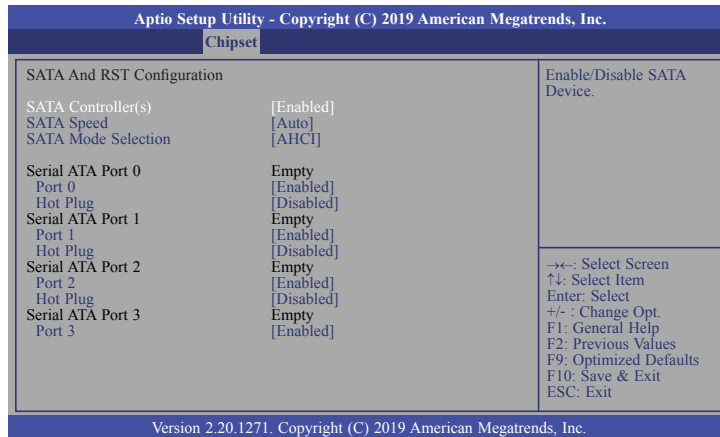 Aptio Setup Utility - Copyright (C) 2019 American Megatrends, Inc.
Chipset
SATA And RST Configuration
SATA Controller(s) [Enabled]
SATA Speed [Auto]
SATA Mode Selection [AHCI]
Serial ATA Port 0 Empty
Port 0 [Enabled]
Hot Plug [Disabled]
Serial ATA Port 1 Empty
Port 1 [Enabled]
Hot Plug [Disabled]
Serial ATA Port 2 Empty
Port 2 [Enabled]
Hot Plug [Disabled]
Serial ATA Port 3 Empty
Port 3 [Enabled]
Enable/Disable SATA
Device.
→←: Select Screen
↑↓: Select Item
Enter: Select
+/- : Change Opt.
F1: General Help
F2: Previous Values
F9: Optimized Defaults
F10: Save & Exit
ESC: Exit
Version 2.20.1271. Copyright (C) 2019 American Megatrends, Inc.